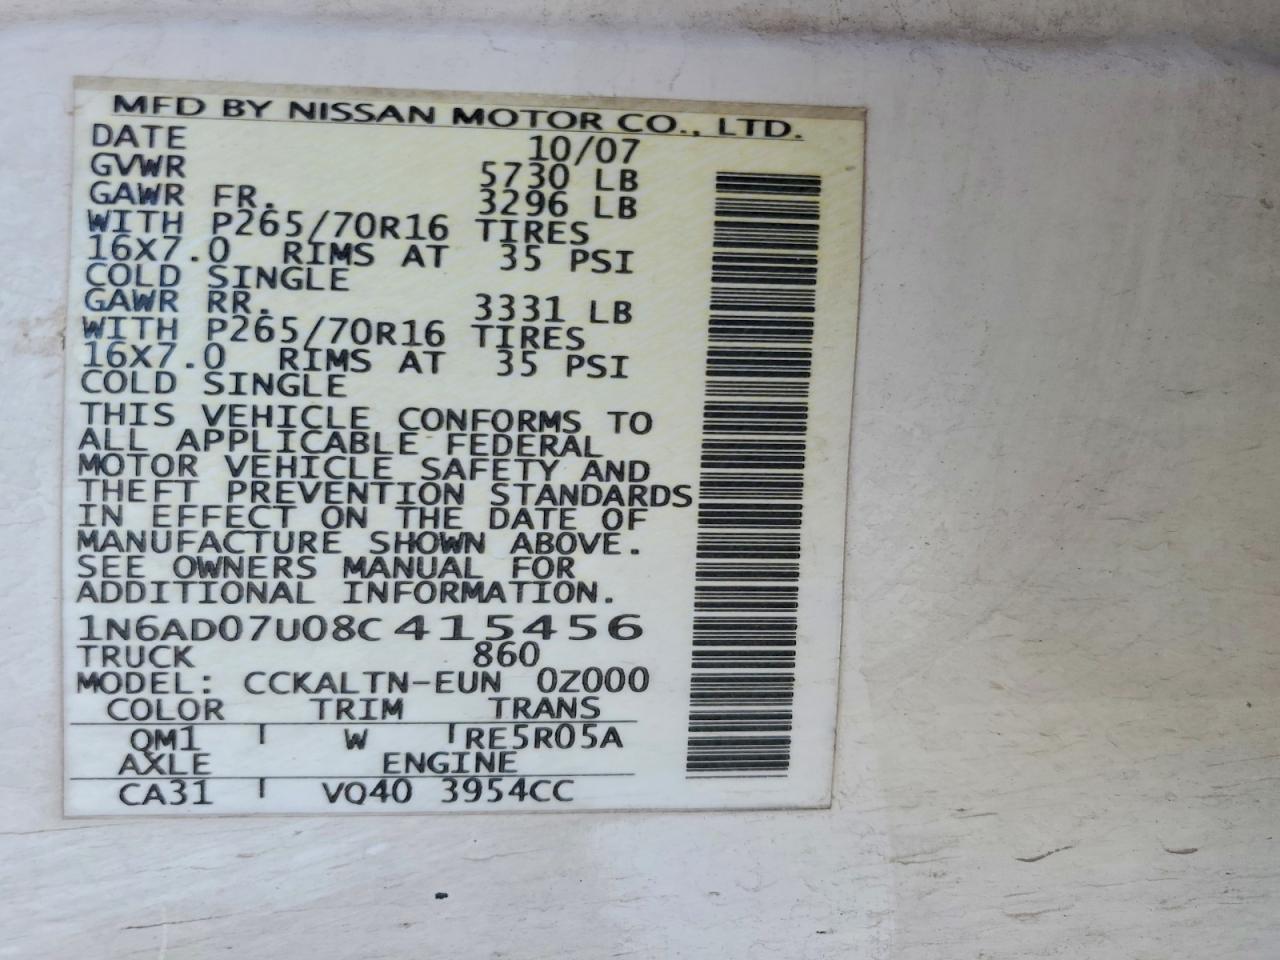 MFD BY NISSAN MOTOR CO., LTD.
DATE 10/07
GVWR 5730 LB
GAWR FR. 3296 LB
WITH P265/70R16 TIRES
16X7.0 RIMS AT 35 PSI
COLD SINGLE
GAWR RR. 3331 LB
WITH P265/70R16 TIRES
16X7.0 RIMS AT 35 PSI
COLD SINGLE
THIS VEHICLE CONFORMS TO
ALL APPLICABLE FEDERAL
MOTOR VEHICLE SAFETY AND
THEFT PREVENTION STANDARDS
IN EFFECT ON THE DATE OF
MANUFACTURE SHOWN ABOVE.
SEE OWNERS MANUAL FOR
ADDITIONAL INFORMATION.
1N6AD07U08C415456
TRUCK 860
MODEL: CCKALTN-EUN 0Z000
COLOR TRIM TRANS
QM1 W RE5R05A
AXLE ENGINE
CA31 VQ40 3954CC